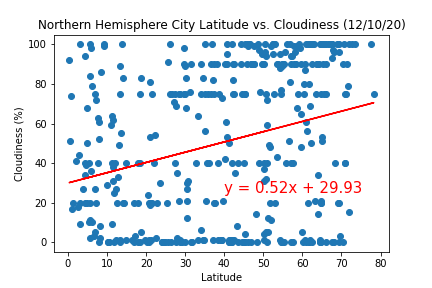 Northern Hemisphere City Latitude vs. Cloudiness (12/10/20)
100
80
60
40
20
0
Cloudiness (%)
y = 0.52x + 29.93
0 10 20 30 40 50 60 70 80
Latitude